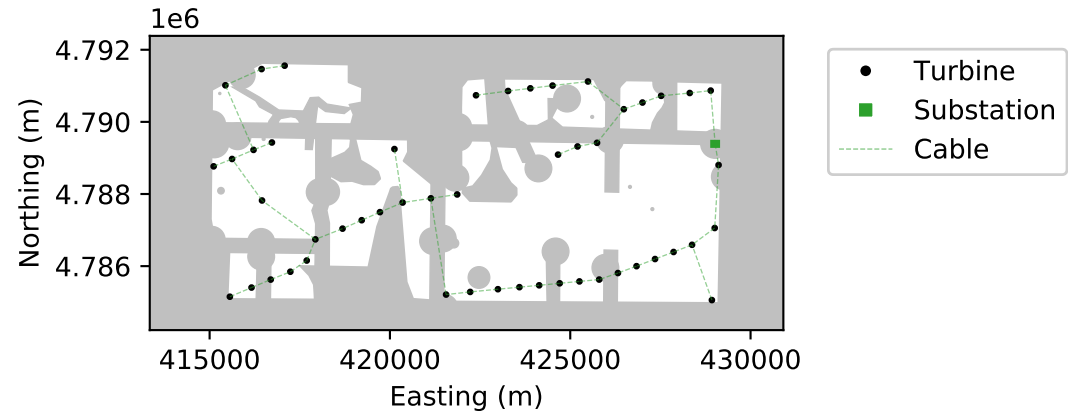 1e6
4.792
4.790
4.788
4.786
Northing (m)
415000 420000 425000 430000
Easting (m)
Turbine
Substation
Cable